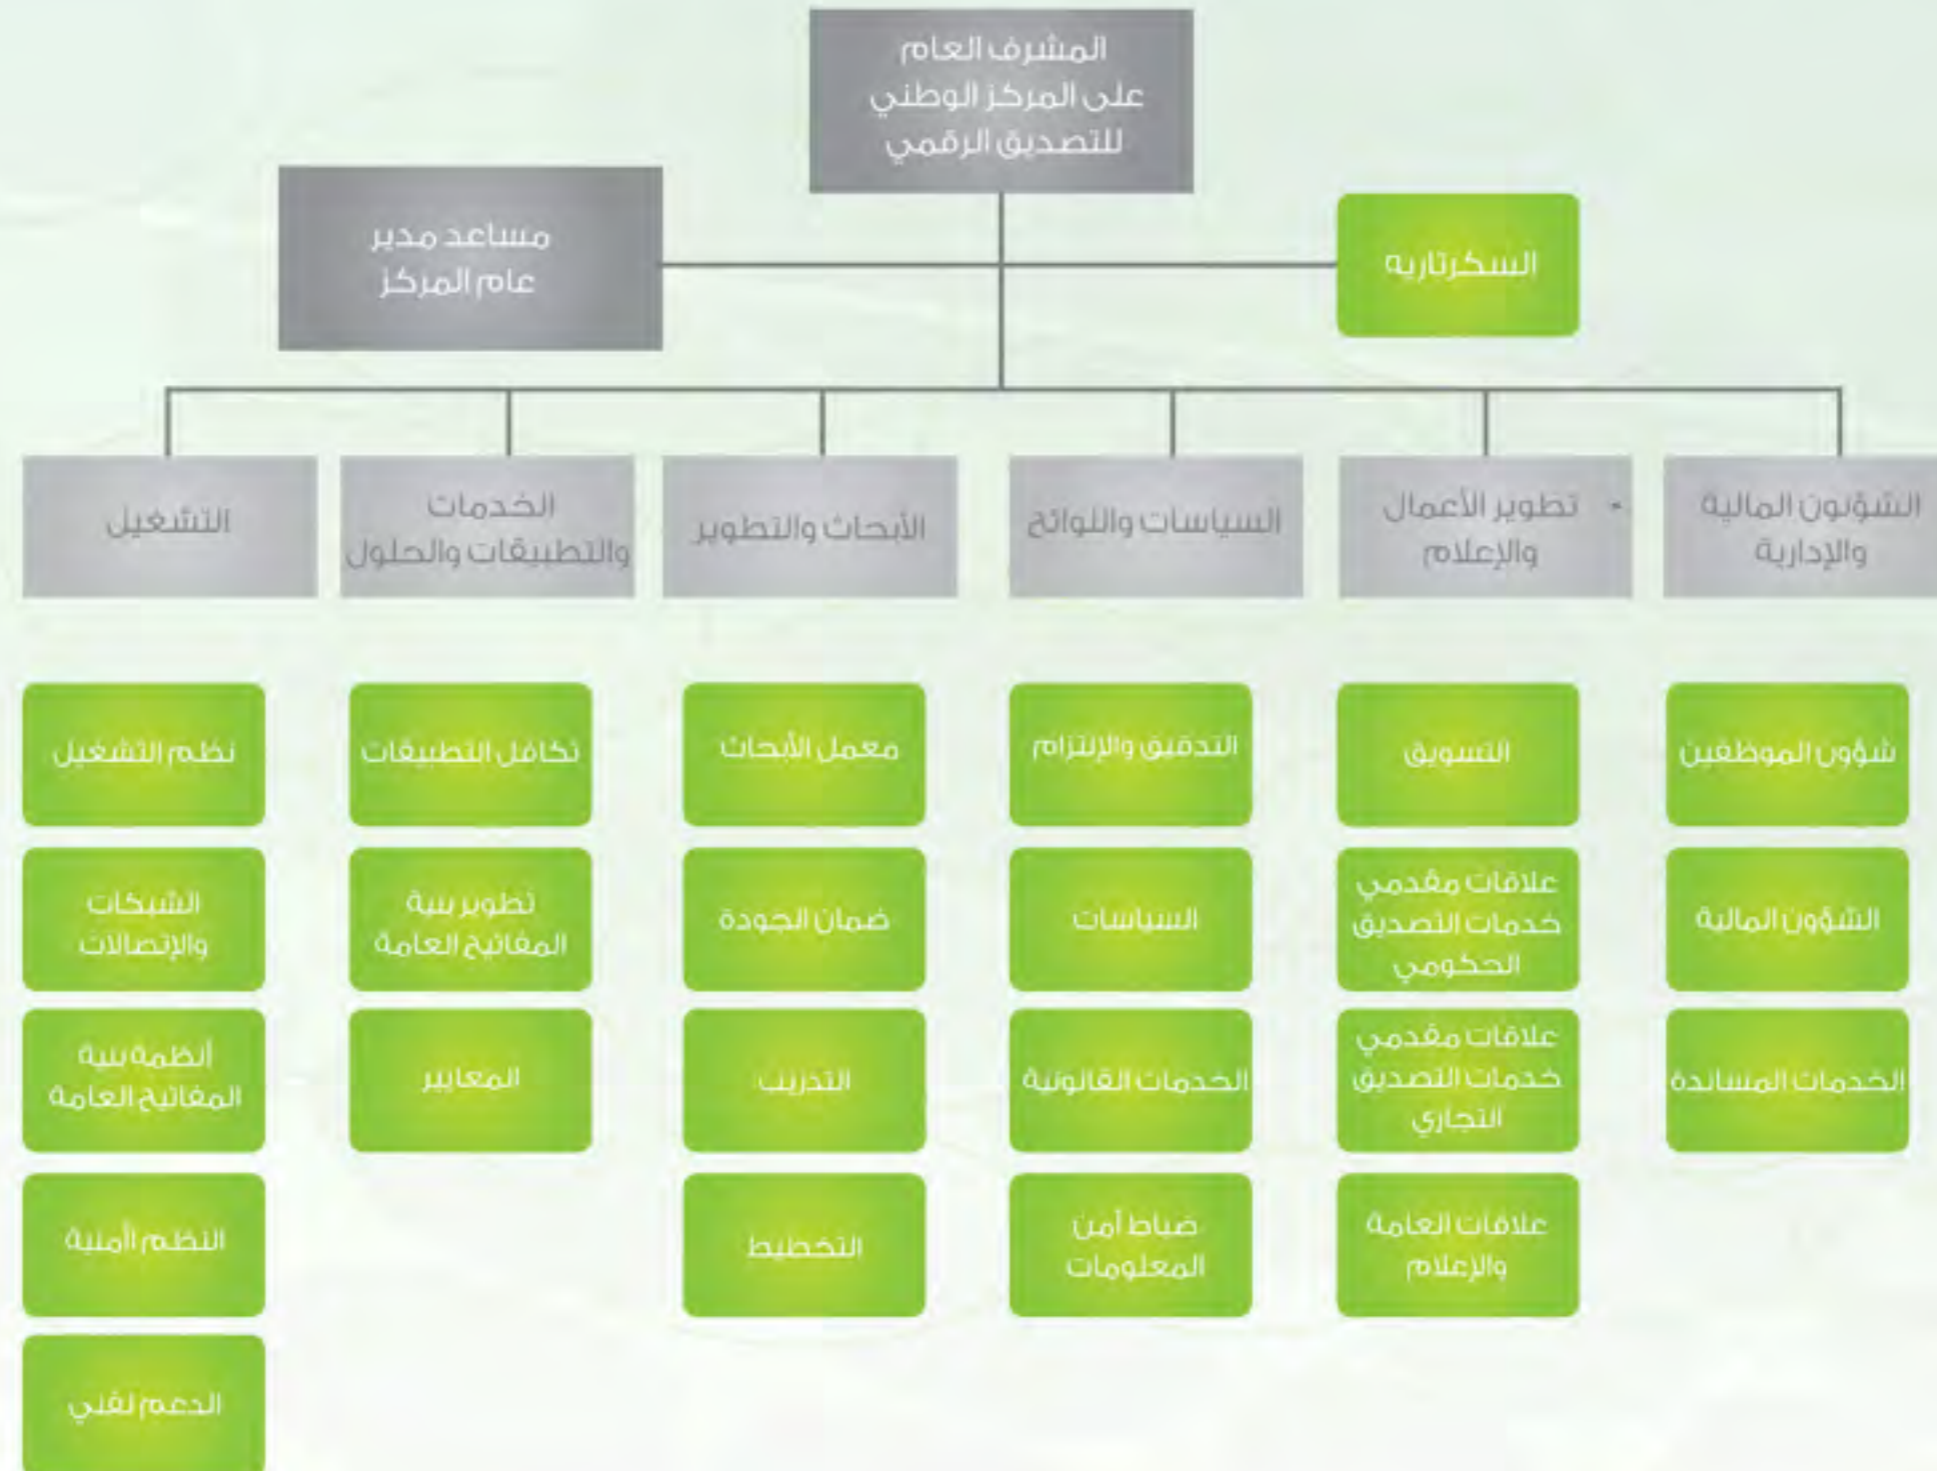 المشرف العام
على المركز الوطني
للتصديق الرقمي
السكرتاريه
مساعد مدير
عام المركز
الشؤون المالية
والإدارية
تطوير الأعمال
والإعلام
السياسات واللوائح
الأبحاث والتطوير
الخدمات
والتطبيقات والحلول
التشغيل
شؤون الموظفين
الشؤون المالية
الخدمات المساندة
التسويق
علاقات مقدمي
خدمات التصديق
الحكومي
علاقات مقدمي
خدمات التصديق
التجاري
علاقات العامة
والإعلام
التدقيق والإلتزام
السياسات
الخدمات القانونية
ضباط أمن
المعلومات
معمل الأبحاث
ضمان الجودة
التدريب
التخطيط
تكافل التطبيقات
تطوير بنية
المفاتيح العامة
المعايير
نظم التشغيل
الشبكات
والإتصالات
أنظمة بنية
المفاتيح العامة
النظم اأمنية
الدعم لفني